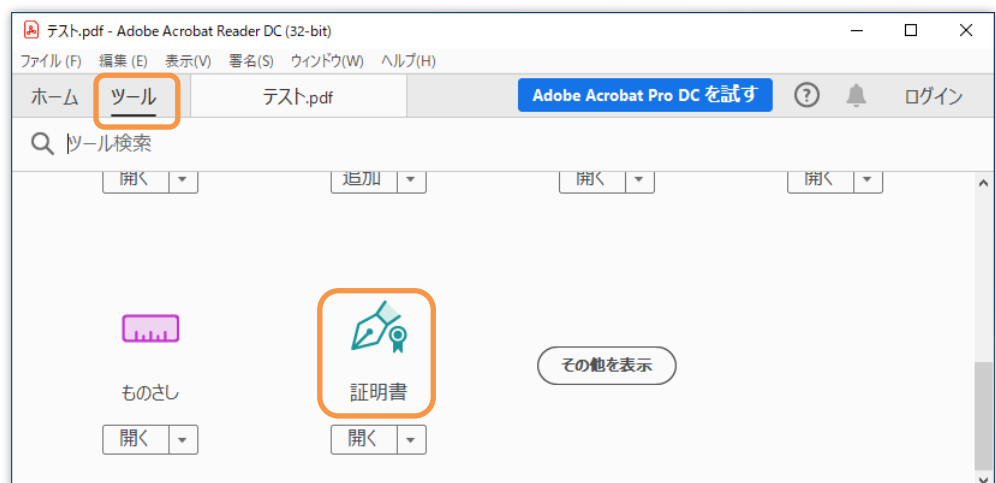 テスト.pdf - Adobe Acrobat Reader DC (32-bit)
ファイル (F) 編集 (E) 表示(V) 署名(S) ウィンドウ(W) ヘルプ(H)
ホーム ツール テスト.pdf Adobe Acrobat Pro DC を試す ? ログイン
ツール検索
開く 追加 開く 開く
ものさし 証明書 その他を表示
開く 開く